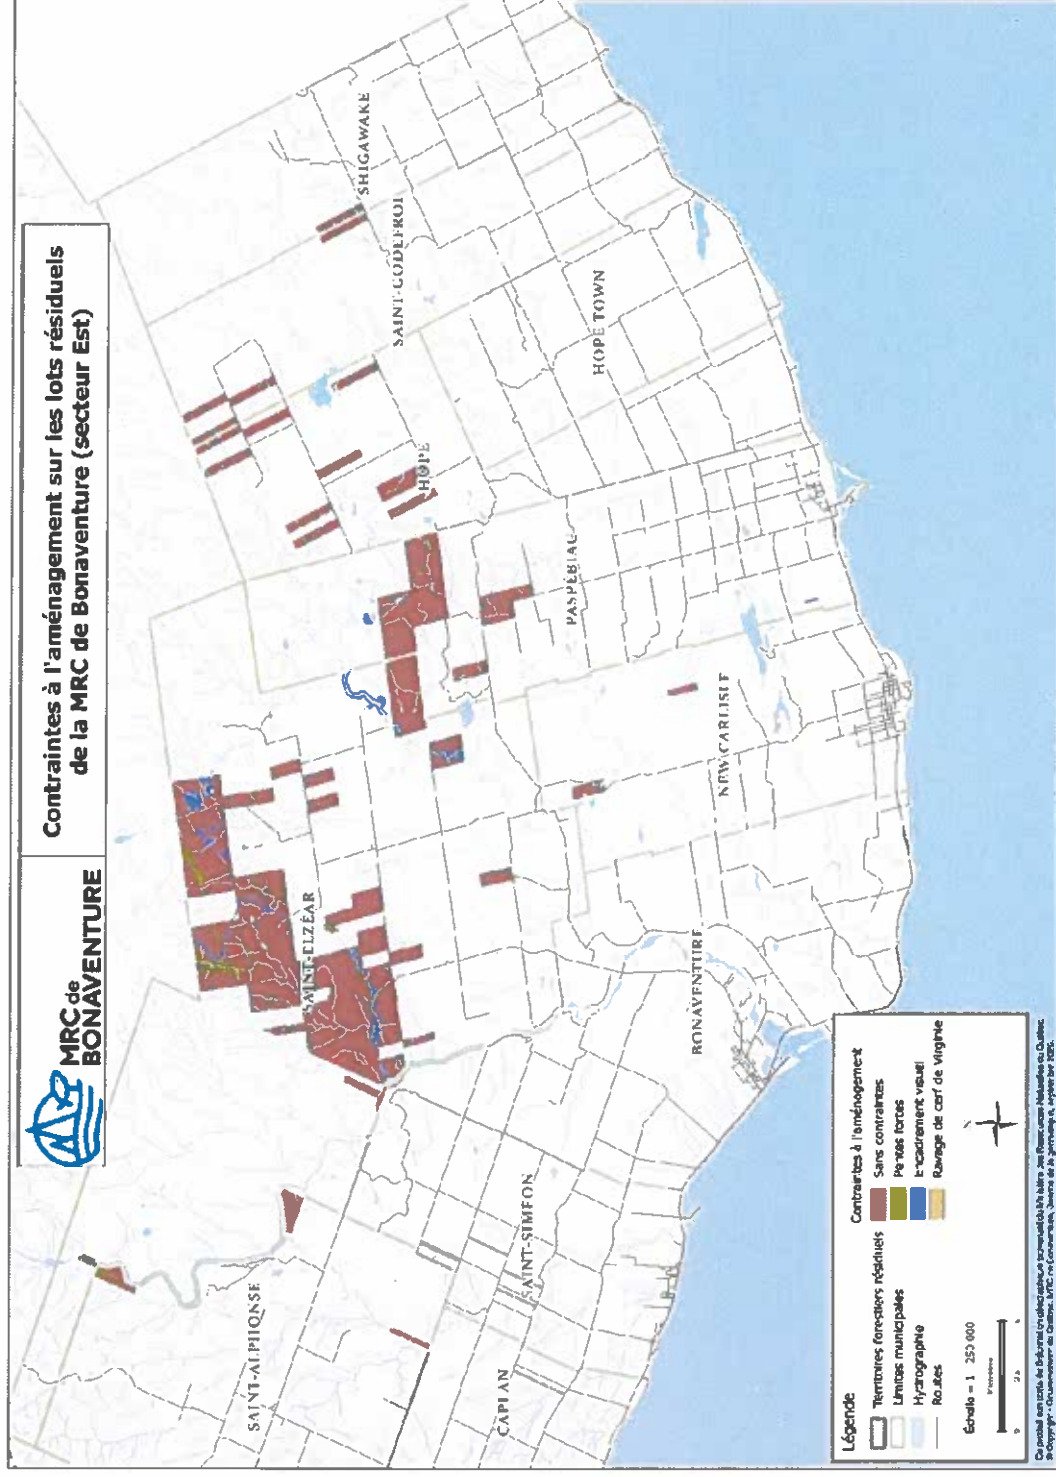 MRC de
BONAVENTURE
Contraintes à l'aménagement sur les lots résiduels
de la MRC de Bonaventure (secteur Est)
SHIGAWAKE
SAINT-GODEFROI
HOPE TOWN
HOPE
PASPÉBIAC
NEW CARLISLE
SAINT-ELZÉAR
BONAVENTURE
SAINT-SIMÉON
SAINT-ALPHONSE
CAPLAN
Légende
Territoires forestiers résiduels
Limites municipales
Hydrographie
Routes
Contraintes à l'aménagement
Sans contraintes
Pentes fortes
Encadrement visuel
Ravage de cerf de Virginie
Échelle = 1 250 000